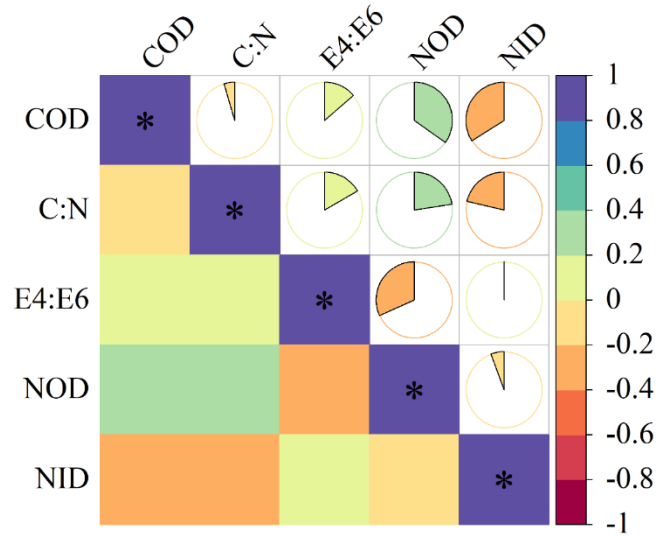 COD C:N E4:E6 NOD NID
COD * 1
0.8
C:N * 0.6
0.4
0.2
E4:E6 * 0
-0.2
NOD * -0.4
-0.6
NID * -0.8
-1